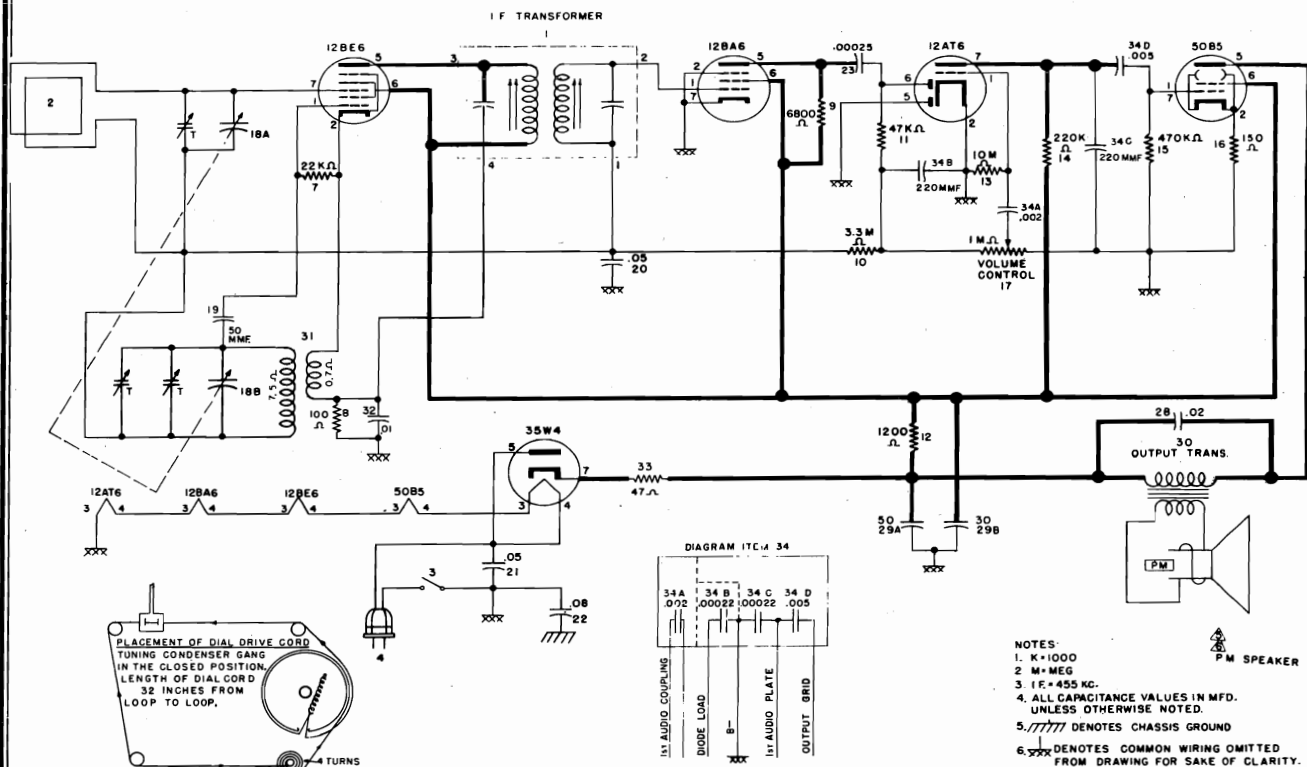 I F TRANSFORMER
1
12BE6
12BA6
12AT6
50B5
2
T
18A
7
1
5
6
2
22KΩ
7
3
4
2
1
2
1
7
5
6
6800
Ω
9
.00025
23
6
5
7
1
2
47KΩ
11
34B
220MMF
10M
Ω
13
34A
.002
3.3M
Ω
10
1MΩ
VOLUME
CONTROL
17
220K
Ω
14
34C
220MMF
34D
.005
1
7
5
6
2
470KΩ
15
16
150
Ω
.05
20
19
50
MMF.
31
T
T
18B
7.5Ω
0.7Ω
100
Ω
8
32
.01
1200
Ω
12
28
.02
30
OUTPUT TRANS.
35W4
5
7
3
4
33
47Ω
50
29A
30
29B
12AT6
12BA6
12BE6
50B5
3 4
3 4
3 4
3 4
.05
21
3
.08
22
4
PM
PM SPEAKER
PLACEMENT OF DIAL DRIVE CORD
TUNING CONDENSER GANG
IN THE CLOSED POSITION.
LENGTH OF DIALCORD
32 INCHES FROM
LOOP TO LOOP.
4 TURNS
DIAGRAM ITEM 34
34A
.002
34 B
.00022
34 C
.00022
34 D
.005
1st AUDIO COUPLING
DIODE LOAD
B-
1st AUDIO PLATE
OUTPUT GRID
NOTES:
1. K=1000
2 M=MEG
3. I.F.=455 KC.
4. ALL CAPACITANCE VALUES IN MFD.
UNLESS OTHERWISE NOTED.
5. DENOTES CHASSIS GROUND
6. DENOTES COMMON WIRING OMITTED
FROM DRAWING FOR SAKE OF CLARITY.